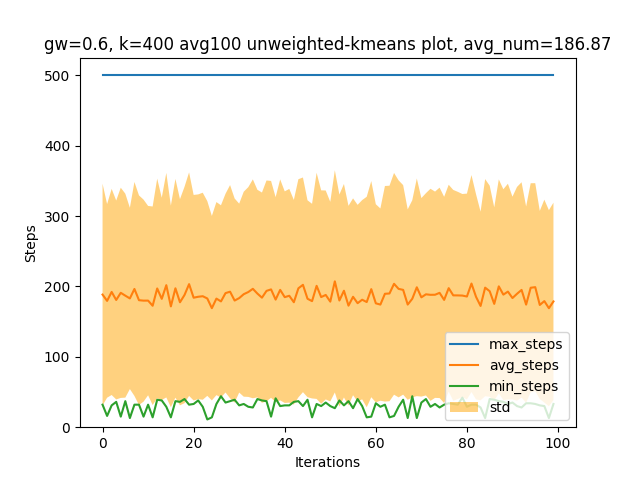 gw=0.6, k=400 avg100 unweighted-kmeans plot, avg_num=186.87
500
400
300
200
100
0
Steps
max_steps
avg_steps
min_steps
std
0 20 40 60 80 100
Iterations